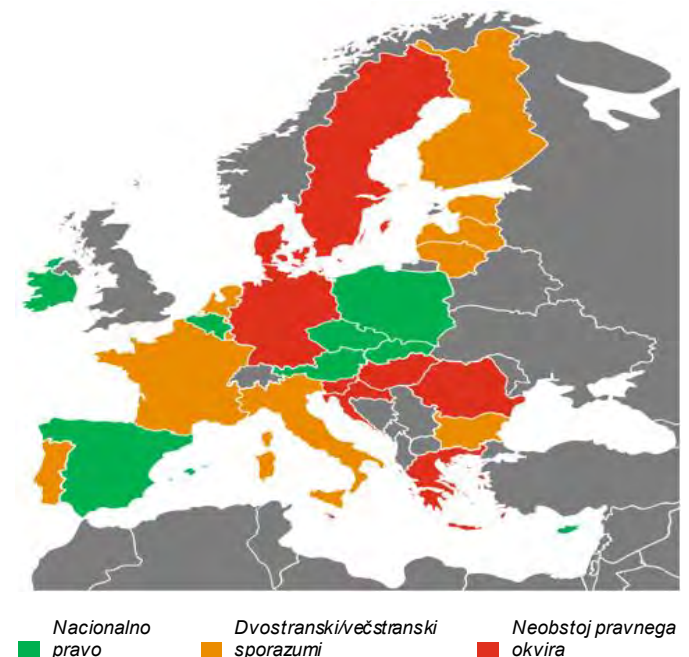 Nacionalno
pravo
Dvostranski/večstranski
sporazumi
Neobstoj pravnega
okvira